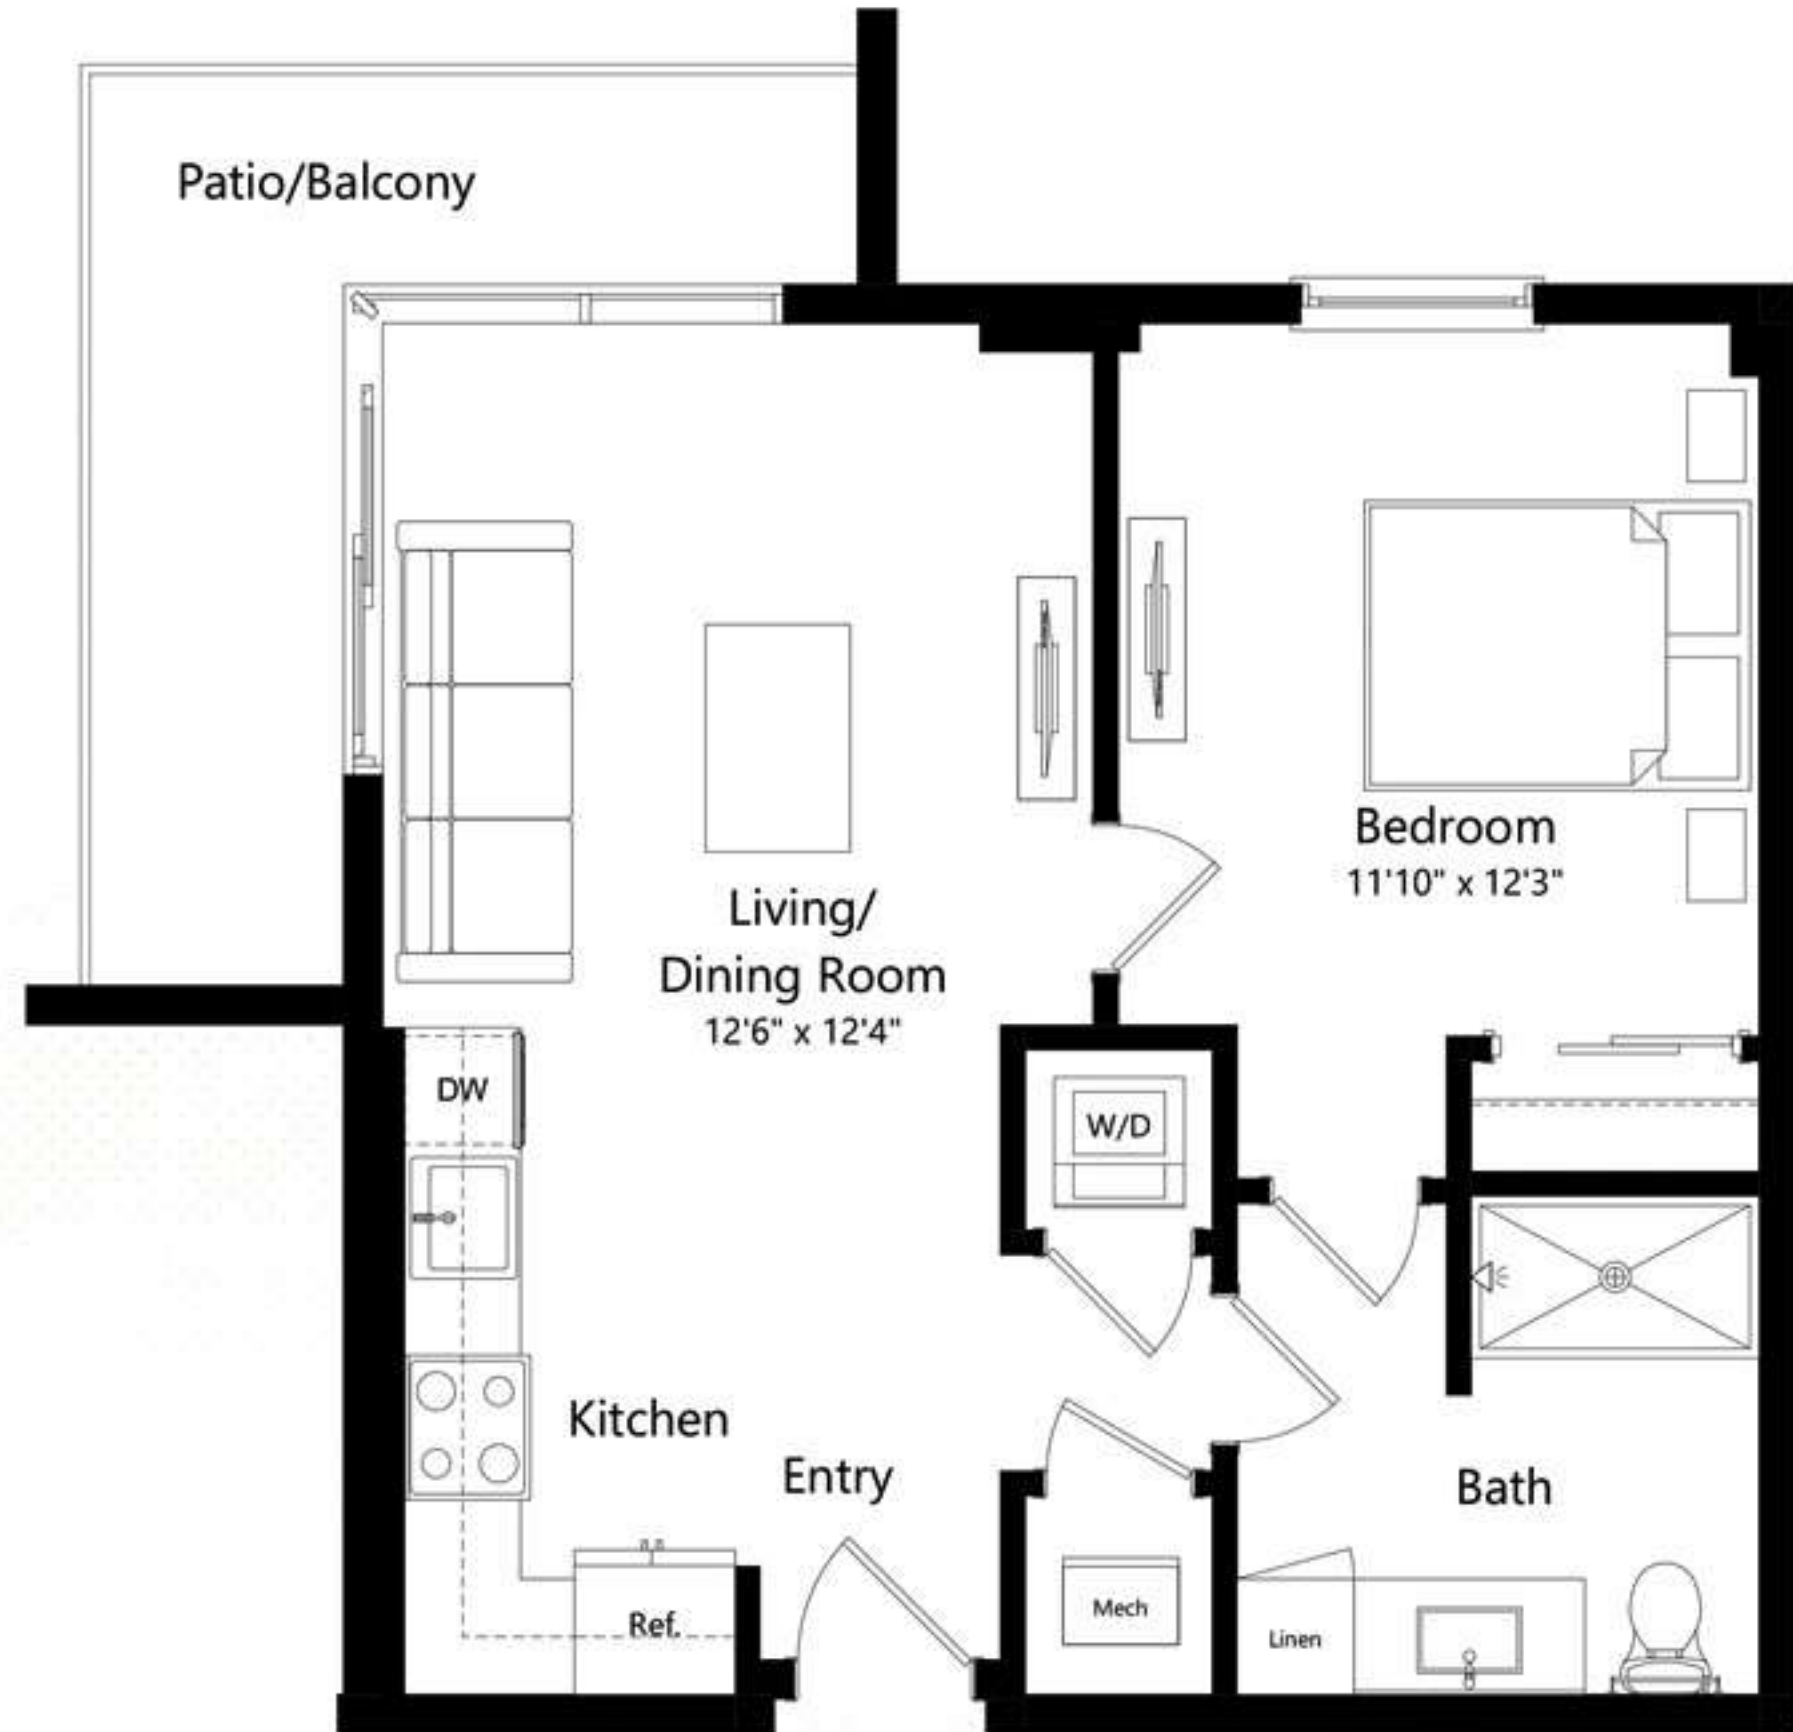 Patio/Balcony
Bedroom
11'10" x 12'3"
Living/
Dining Room
12'6" x 12'4"
DW
W/D
Kitchen
Entry
Bath
Mech
Ref.
Linen